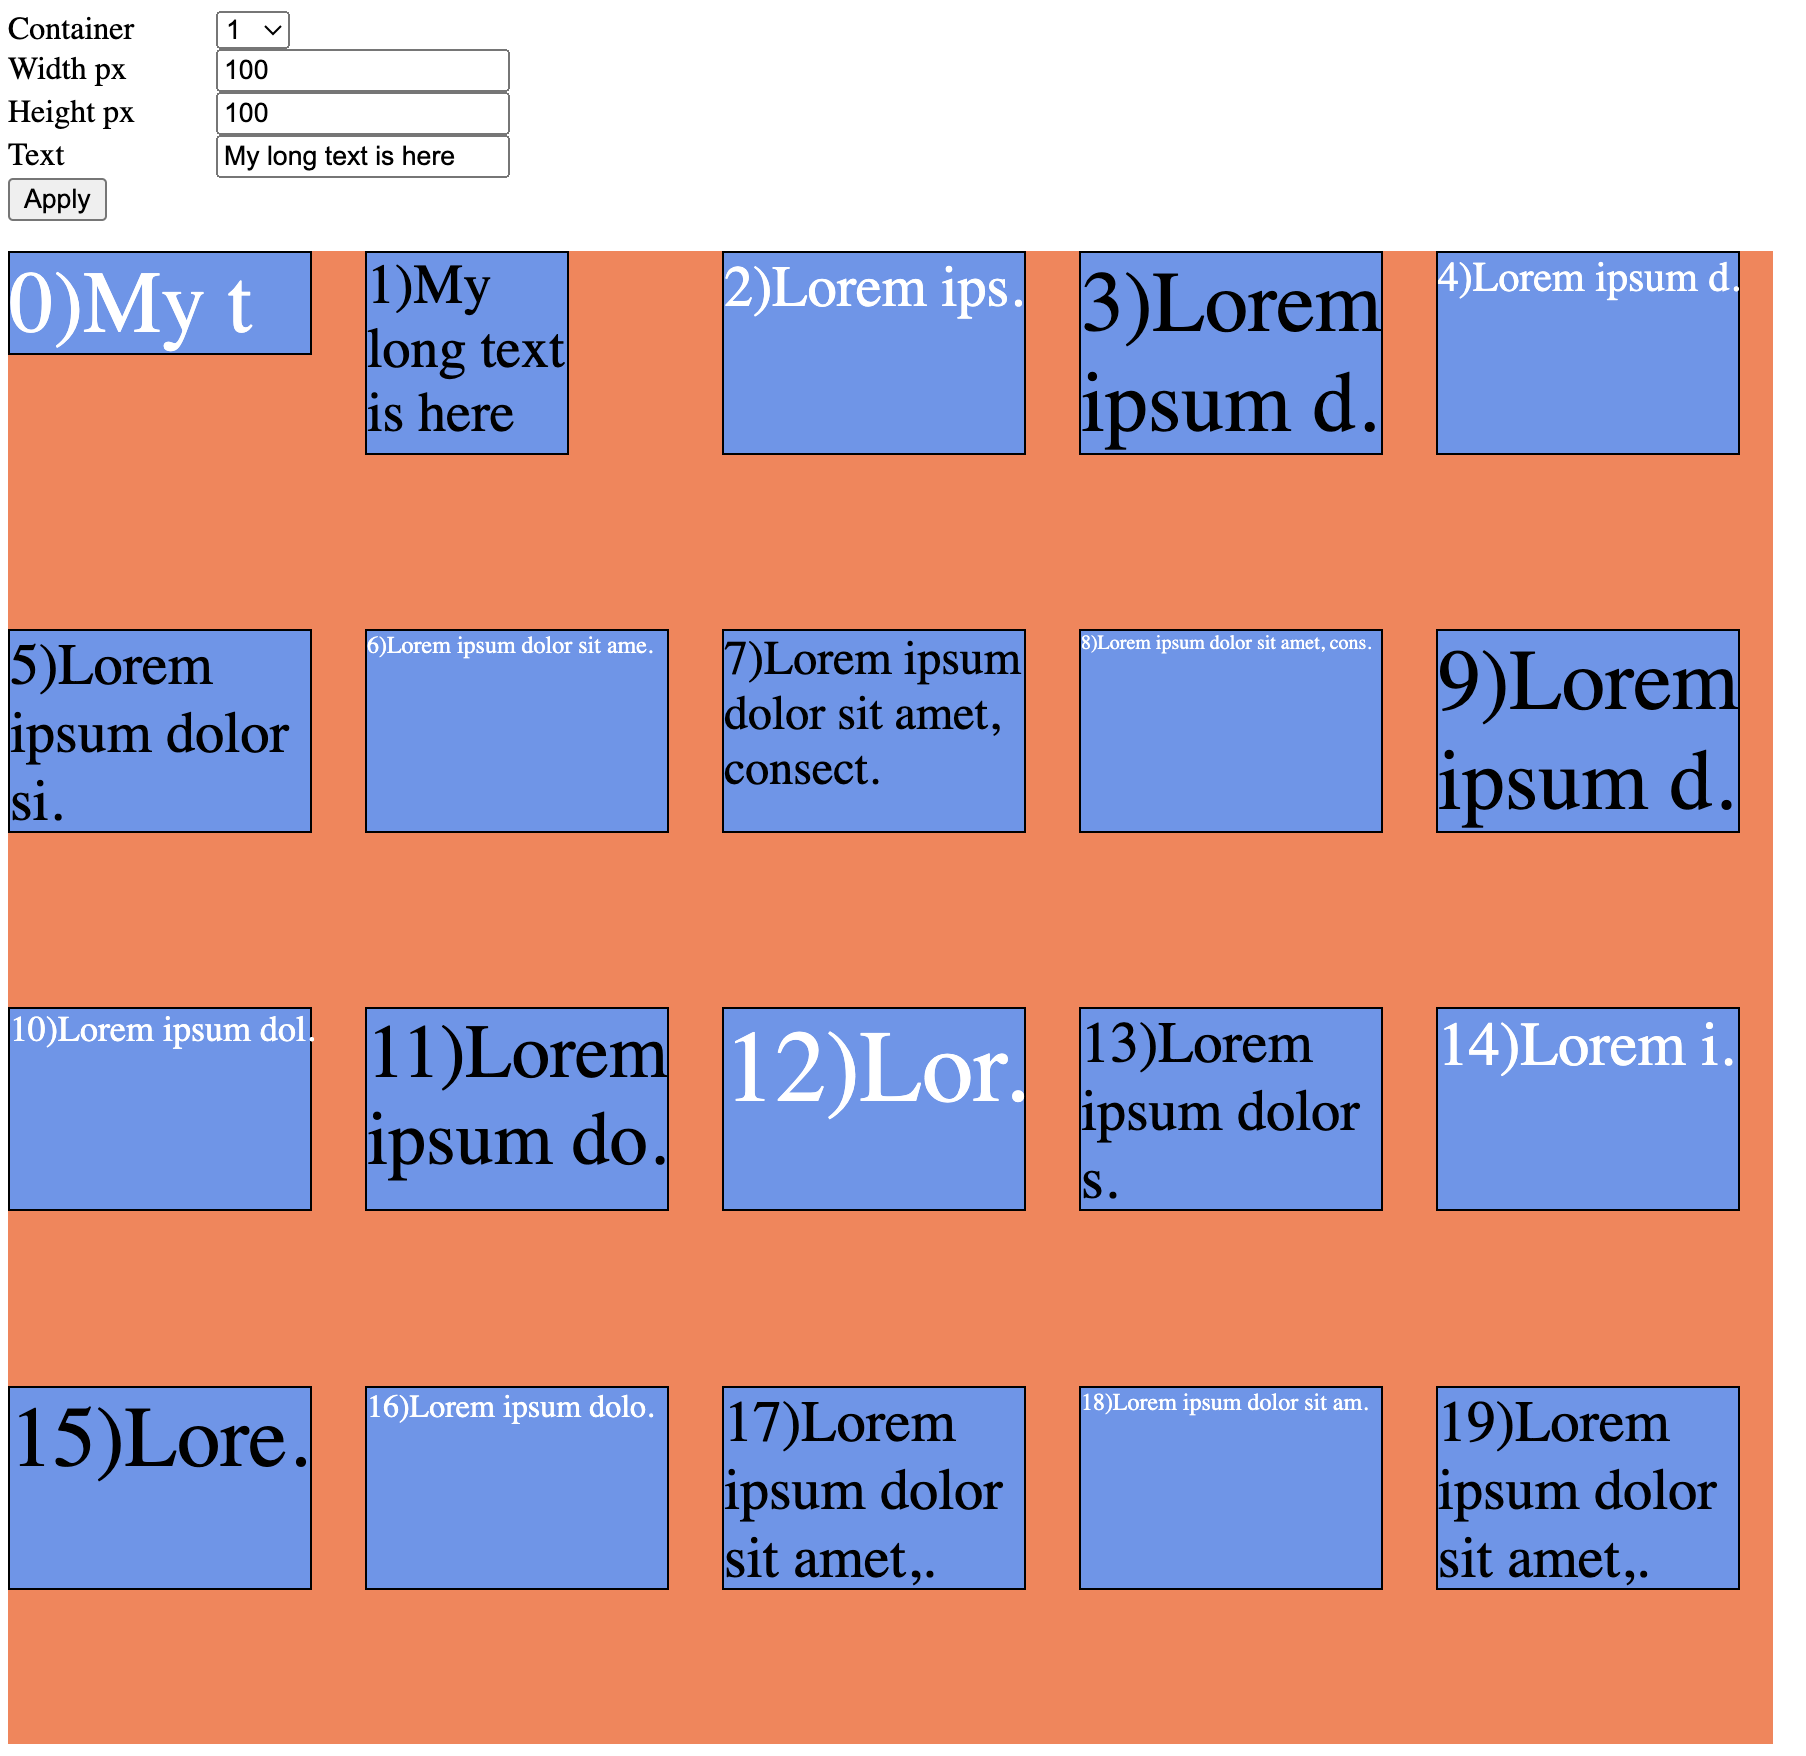 Container 1
Width px 100
Height px 100
Text My long text is here
Apply
0)My t
1)My
long text
is here
2)Lorem ips.
3)Lorem
ipsum d.
4)Lorem ipsum d.
5)Lorem
ipsum dolor
si.
6)Lorem ipsum dolor sit ame.
7)Lorem ipsum
dolor sit amet,
consect.
8)Lorem ipsum dolor sit amet, cons.
9)Lorem
ipsum d.
10)Lorem ipsum dol.
11)Lorem
ipsum do.
12)Lor.
13)Lorem
ipsum dolor
s.
14)Lorem i.
15)Lore.
16)Lorem ipsum dolo.
17)Lorem
ipsum dolor
sit amet,.
18)Lorem ipsum dolor sit am.
19)Lorem
ipsum dolor
sit amet,.